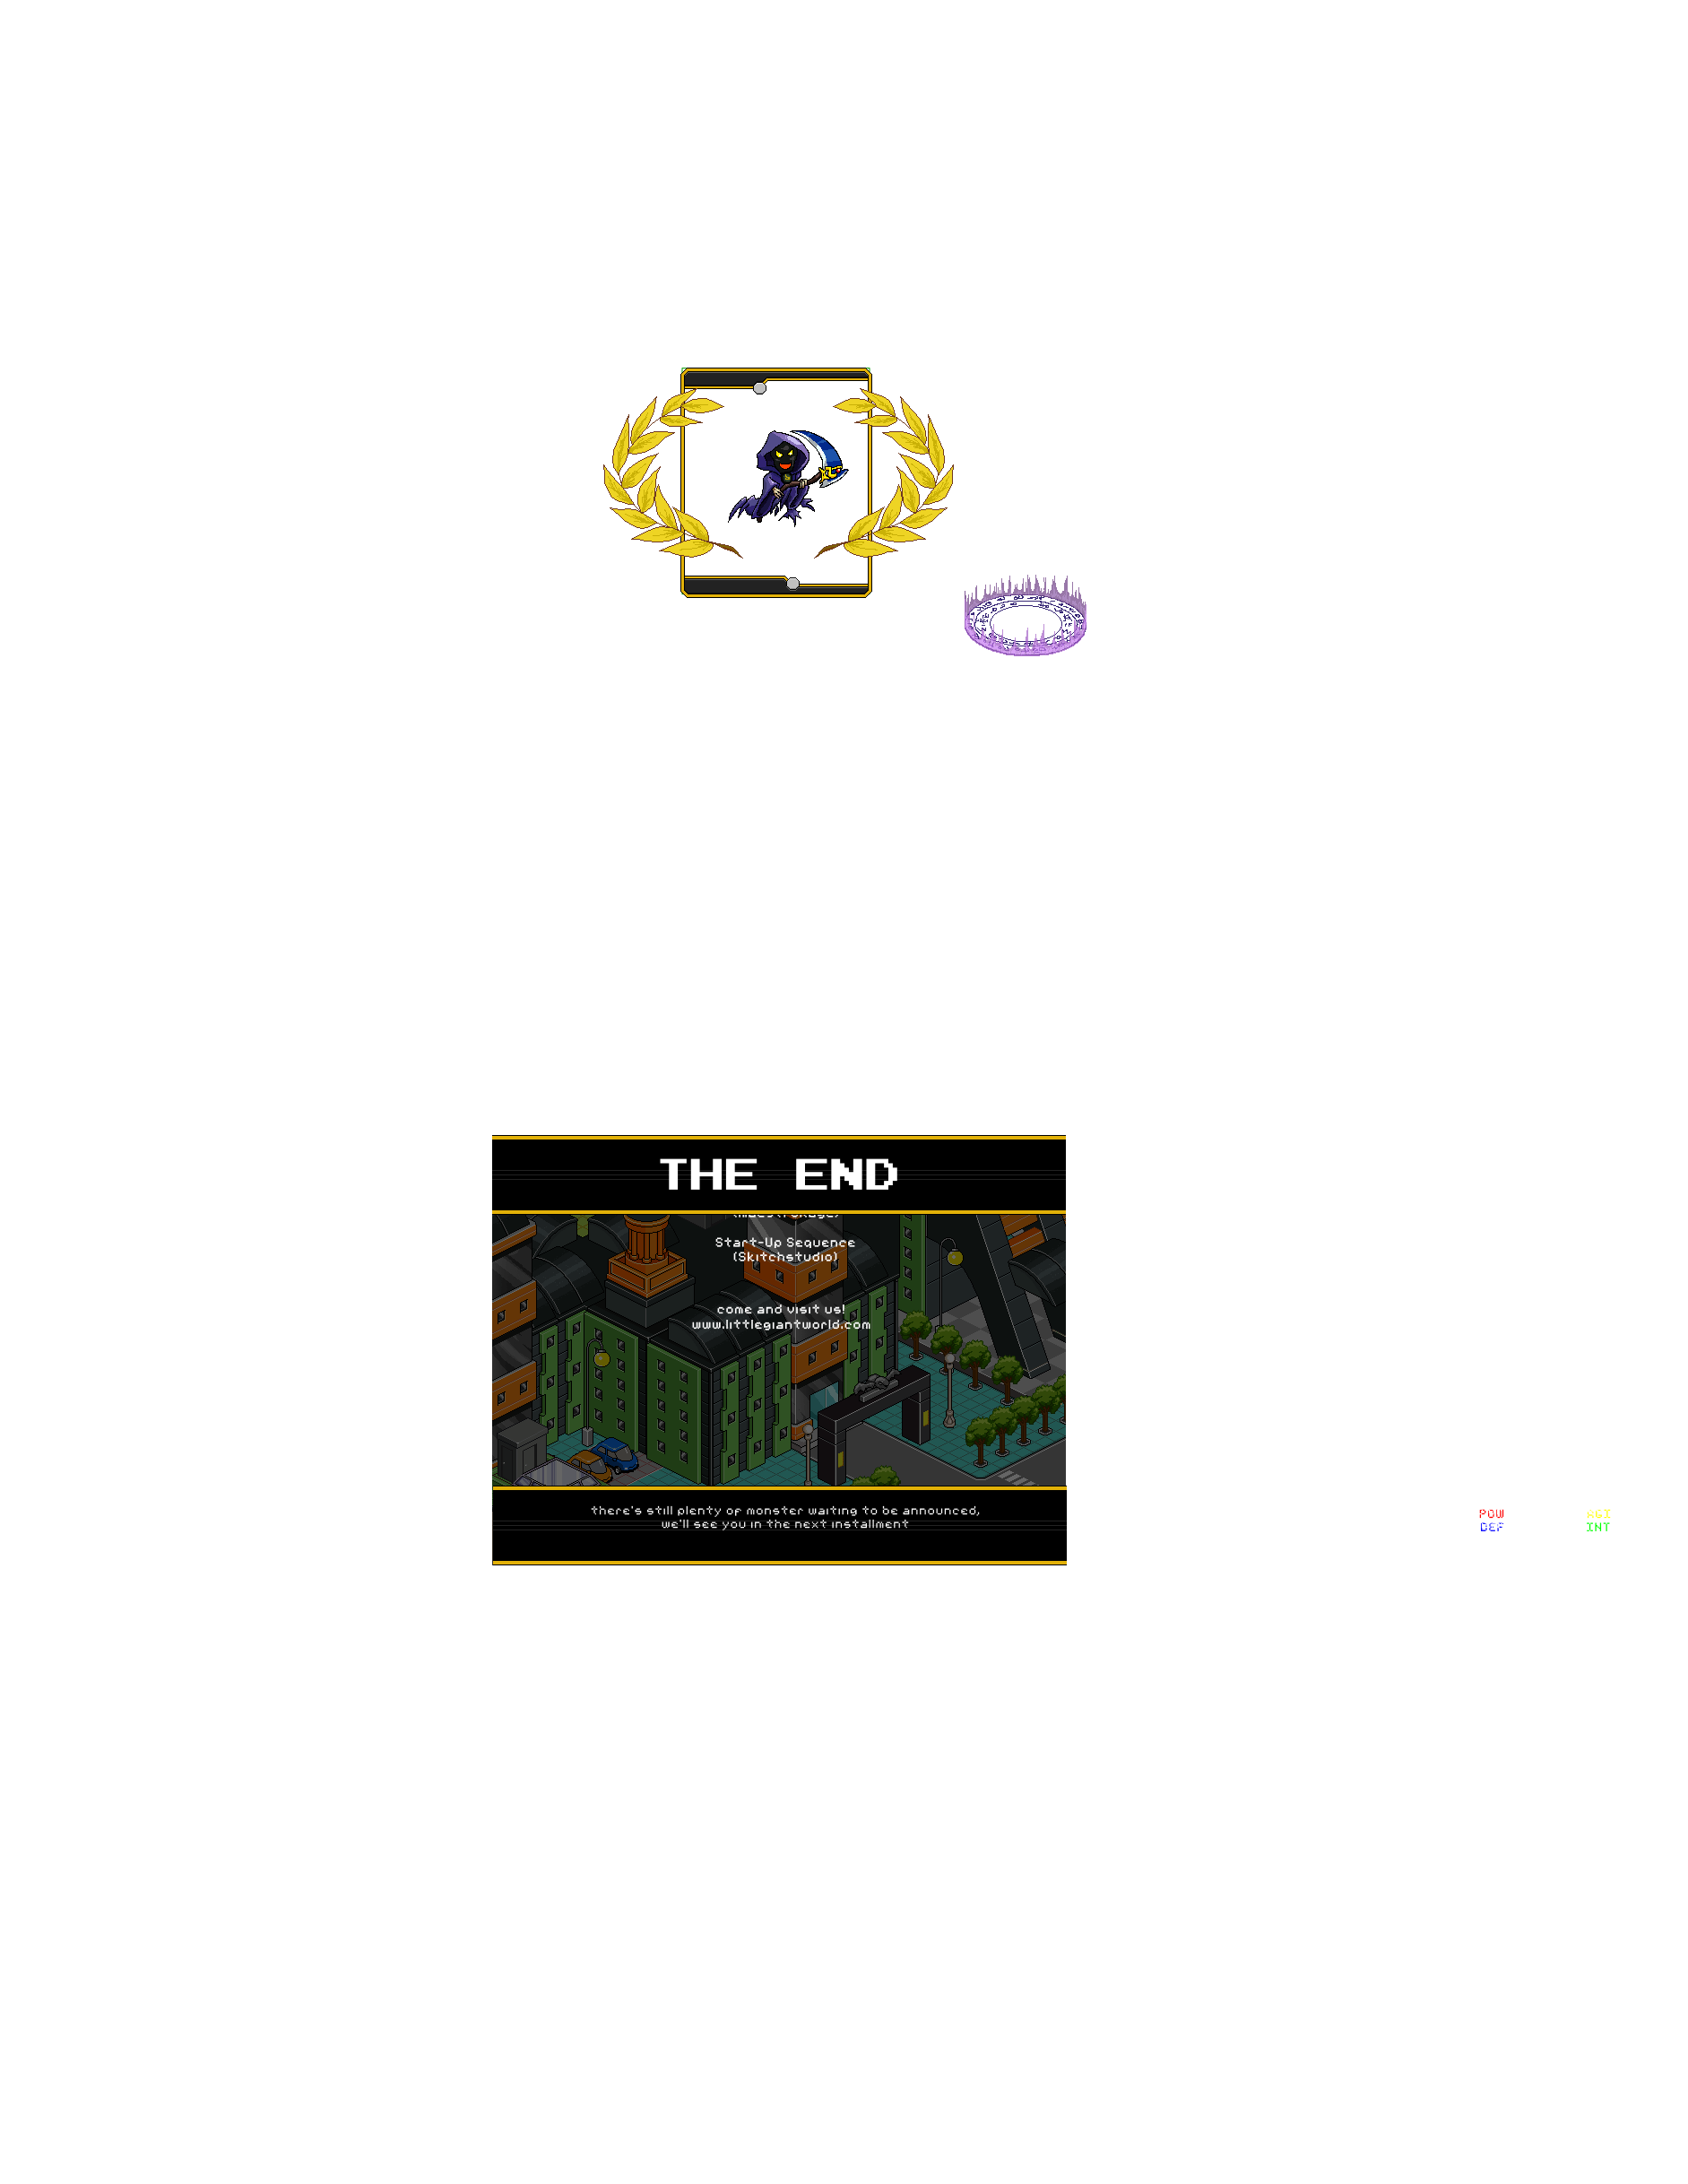 THE END
Start-Up Sequence
(Skitchstudio)
come and visit us!
www.littlegiantworld.com
there's still plenty of monster waiting to be announced,
we'll see you in the next installment
POW AGI
DEF INT